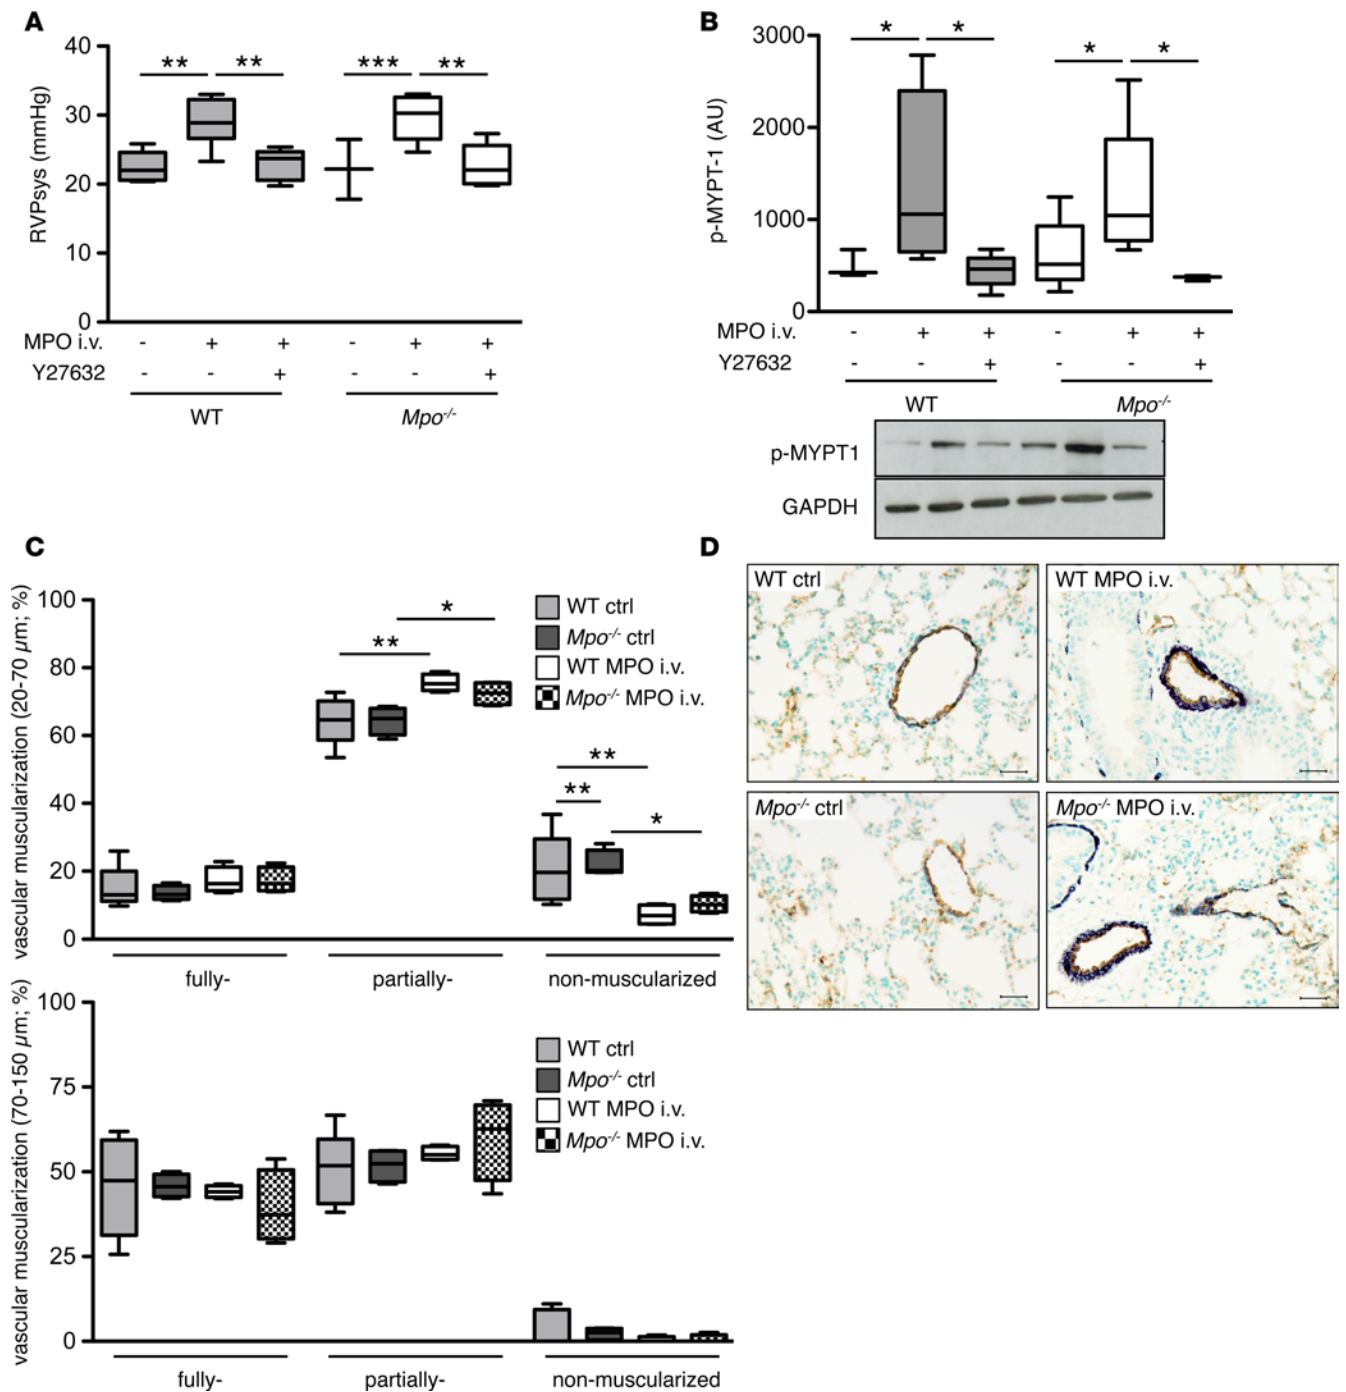 A
RVPsys (mmHg)
40
30
20
10
0
** ** *** **
MPO i.v. - + + - + +
Y27632 - - + - - +
WT Mpo-/-
B
p-MYPT-1 (AU)
3000
2000
1000
0
* * * *
MPO i.v. - + + - + +
Y27632 - - + - - +
WT Mpo-/-
p-MYPT1
GAPDH
C
vascular muscularization (20-70 µm; %)
100
80
60
40
20
0
** *
** ** *
WT ctrl
Mpo-/- ctrl
WT MPO i.v.
Mpo-/- MPO i.v.
fully- partially- non-muscularized
vascular muscularization (70-150 µm; %)
100
75
50
25
0
WT ctrl
Mpo-/- ctrl
WT MPO i.v.
Mpo-/- MPO i.v.
fully- partially- non-muscularized
D
WT ctrl
WT MPO i.v.
Mpo-/- ctrl
Mpo-/- MPO i.v.